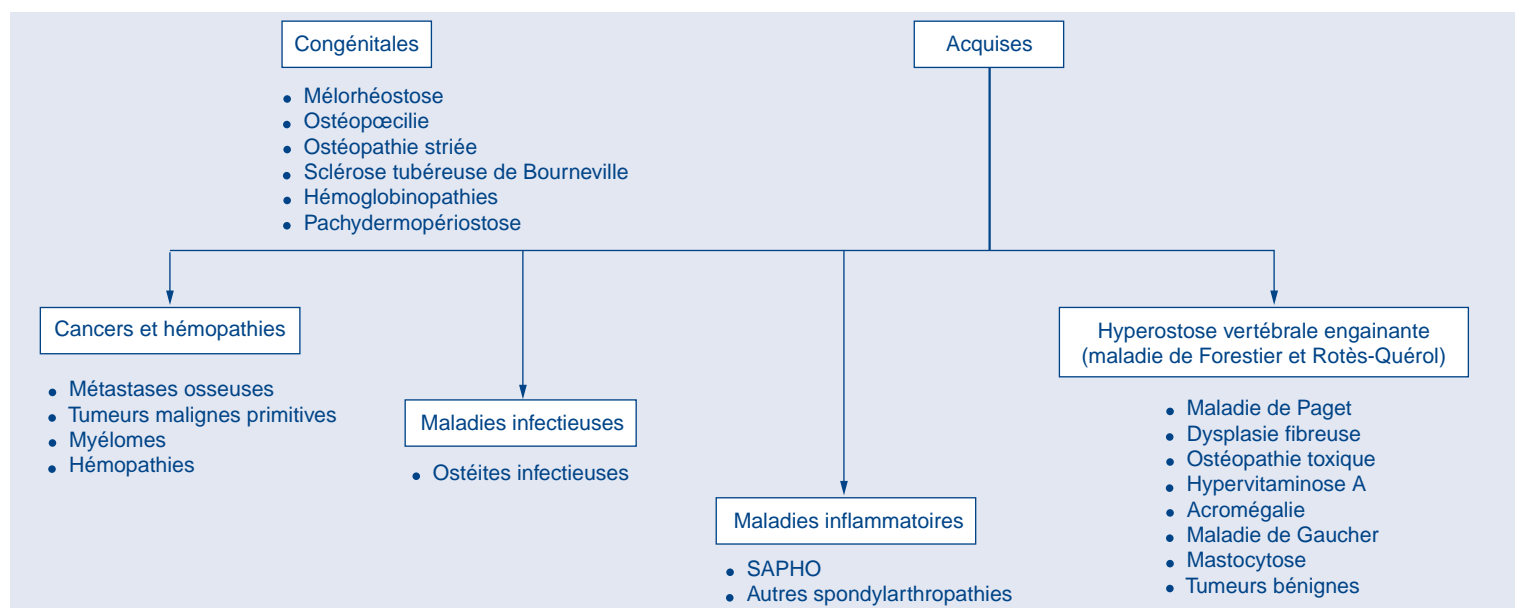 Congénitales
• Mélorhéostose
• Ostéopœcilie
• Ostéopathie striée
• Sclérose tubéreuse de Bourneville
• Hémoglobinopathies
• Pachydermopériostose
Acquises
Cancers et hémopathies
• Métastases osseuses
• Tumeurs malignes primitives
• Myélomes
• Hémopathies
Maladies infectieuses
• Ostéites infectieuses
Maladies inflammatoires
• SAPHO
• Autres spondylarthropathies
Hyperostose vertébrale engainante
(maladie de Forestier et Rotès-Quérol)
• Maladie de Paget
• Dysplasie fibreuse
• Ostéopathie toxique
• Hypervitaminose A
• Acromégalie
• Maladie de Gaucher
• Mastocytose
• Tumeurs bénignes